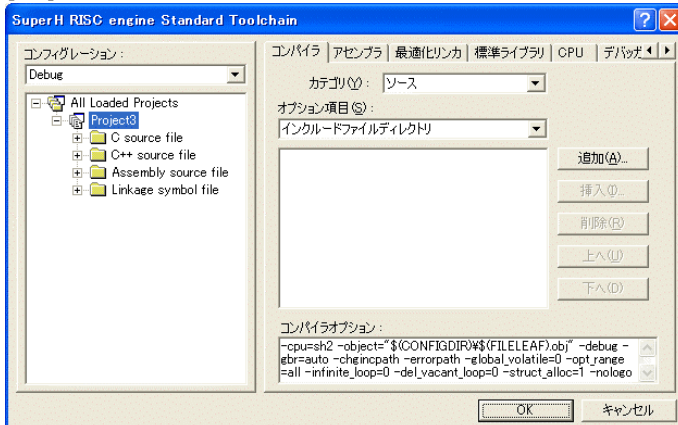 SuperH RISC engine Standard Toolchain
コンフィグレーション :
Debug
All Loaded Projects
Project3
C source file
C++ source file
Assembly source file
Linkage symbol file
コンパイラ アセンブラ 最適化リンカ 標準ライブラリ CPU デバッガ
カテゴリ(Y) : ソース
オプション項目(S) :
インクルードファイルディレクトリ
追加(A)...
挿入(I)...
削除(R)
上へ(U)
下へ(D)
コンパイラオプション :
-cpu=sh2 -object="$(CONFIGDIR)¥$(FILELEAF).obj" -debug -
gbr=auto -chgincpath -errorpath -global_volatile=0 -opt_range
=all -infinite_loop=0 -del_vacant_loop=0 -struct_alloc=1 -nologo
OK キャンセル